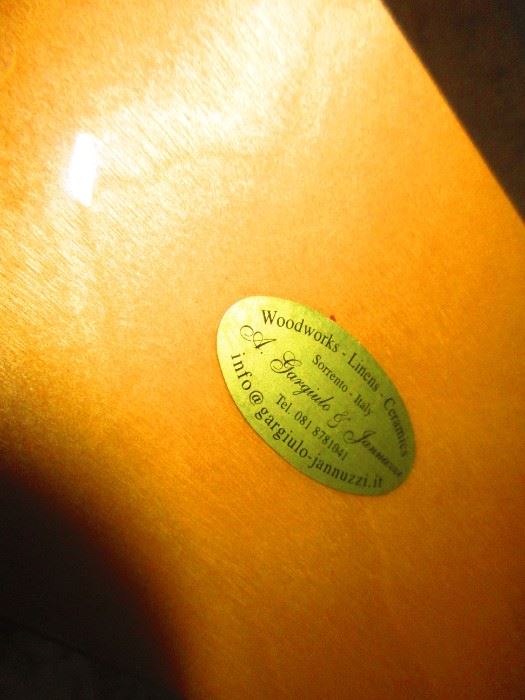 Woodworks - Linens - Ceramics
Sorrento - Italy
A. Gargiulo & Jannuzzi
Tel. 081 8781041
info@gargiulo-jannuzzi.it